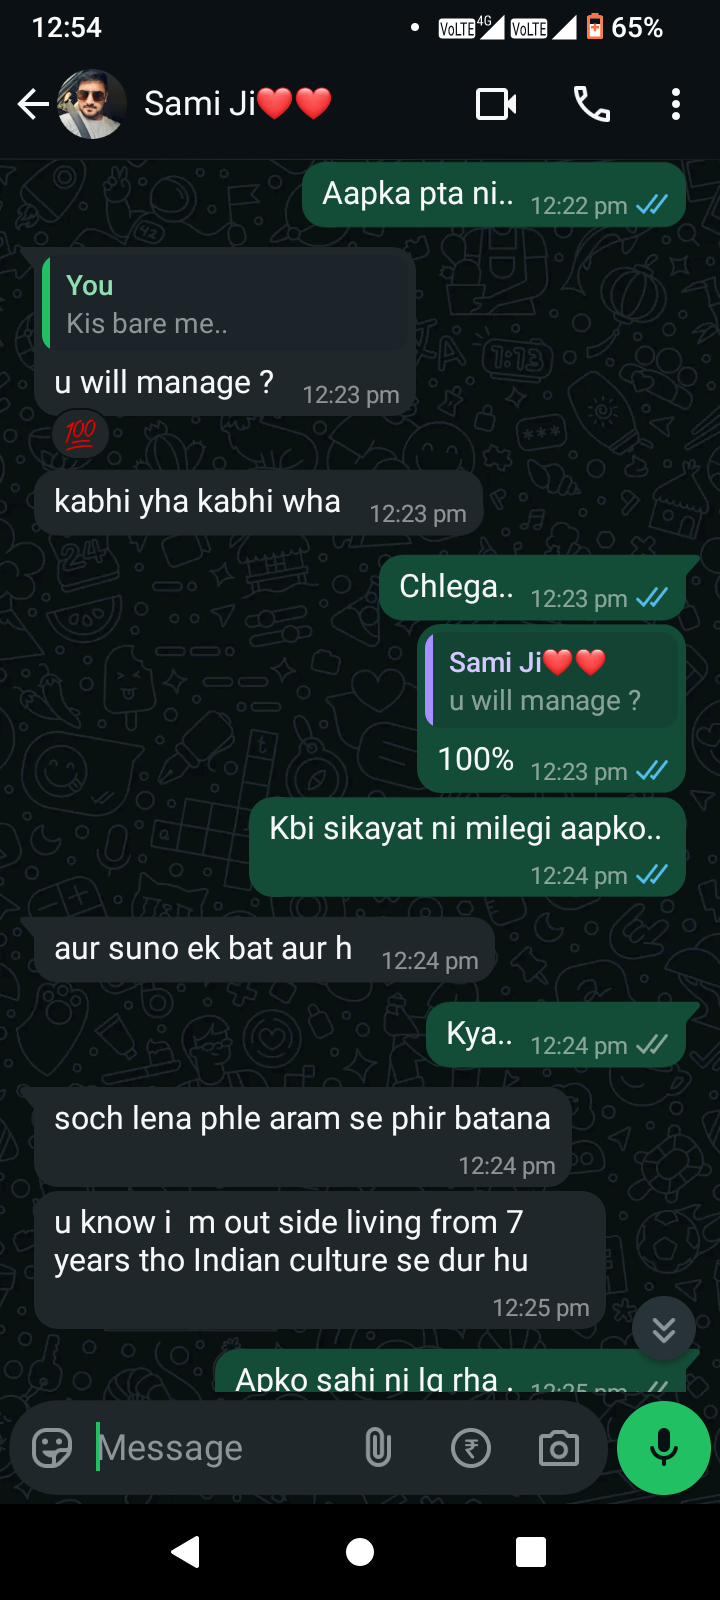 12:54
VoLTE 4G VoLTE 65%
Sami Ji❤️❤️
Aapka pta ni.. 12:22 pm
You
Kis bare me..
u will manage ? 12:23 pm
💯
kabhi yha kabhi wha 12:23 pm
Chlega.. 12:23 pm
Sami Ji❤️❤️
u will manage ?
100% 12:23 pm
Kbi sikayat ni milegi aapko..
12:24 pm
aur suno ek bat aur h 12:24 pm
Kya.. 12:24 pm
soch lena phle aram se phir batana
12:24 pm
u know i  m out side living from 7
years tho Indian culture se dur hu
12:25 pm
Apko sahi ni lg rha . 12:25 pm
Message